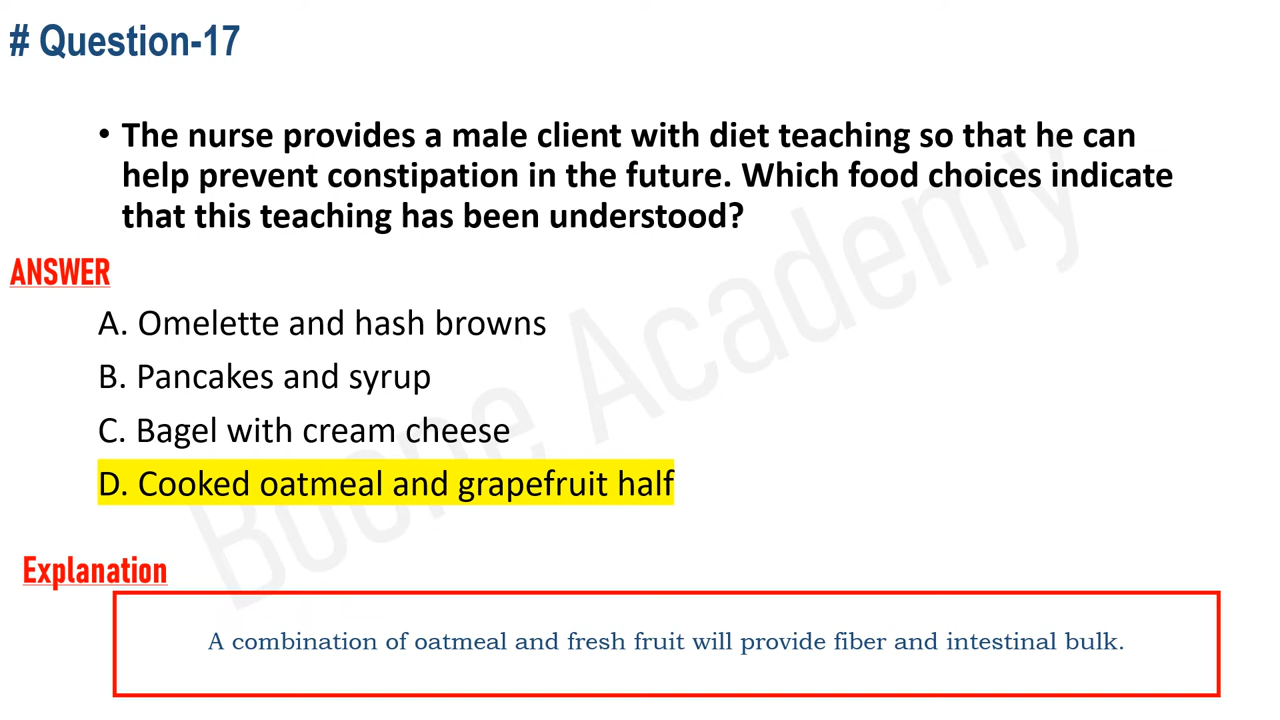 # Question-17
• The nurse provides a male client with diet teaching so that he can
help prevent constipation in the future. Which food choices indicate
that this teaching has been understood?
ANSWER
A. Omelette and hash browns
B. Pancakes and syrup
C. Bagel with cream cheese
D. Cooked oatmeal and grapefruit half
Explanation
A combination of oatmeal and fresh fruit will provide fiber and intestinal bulk.
Academy